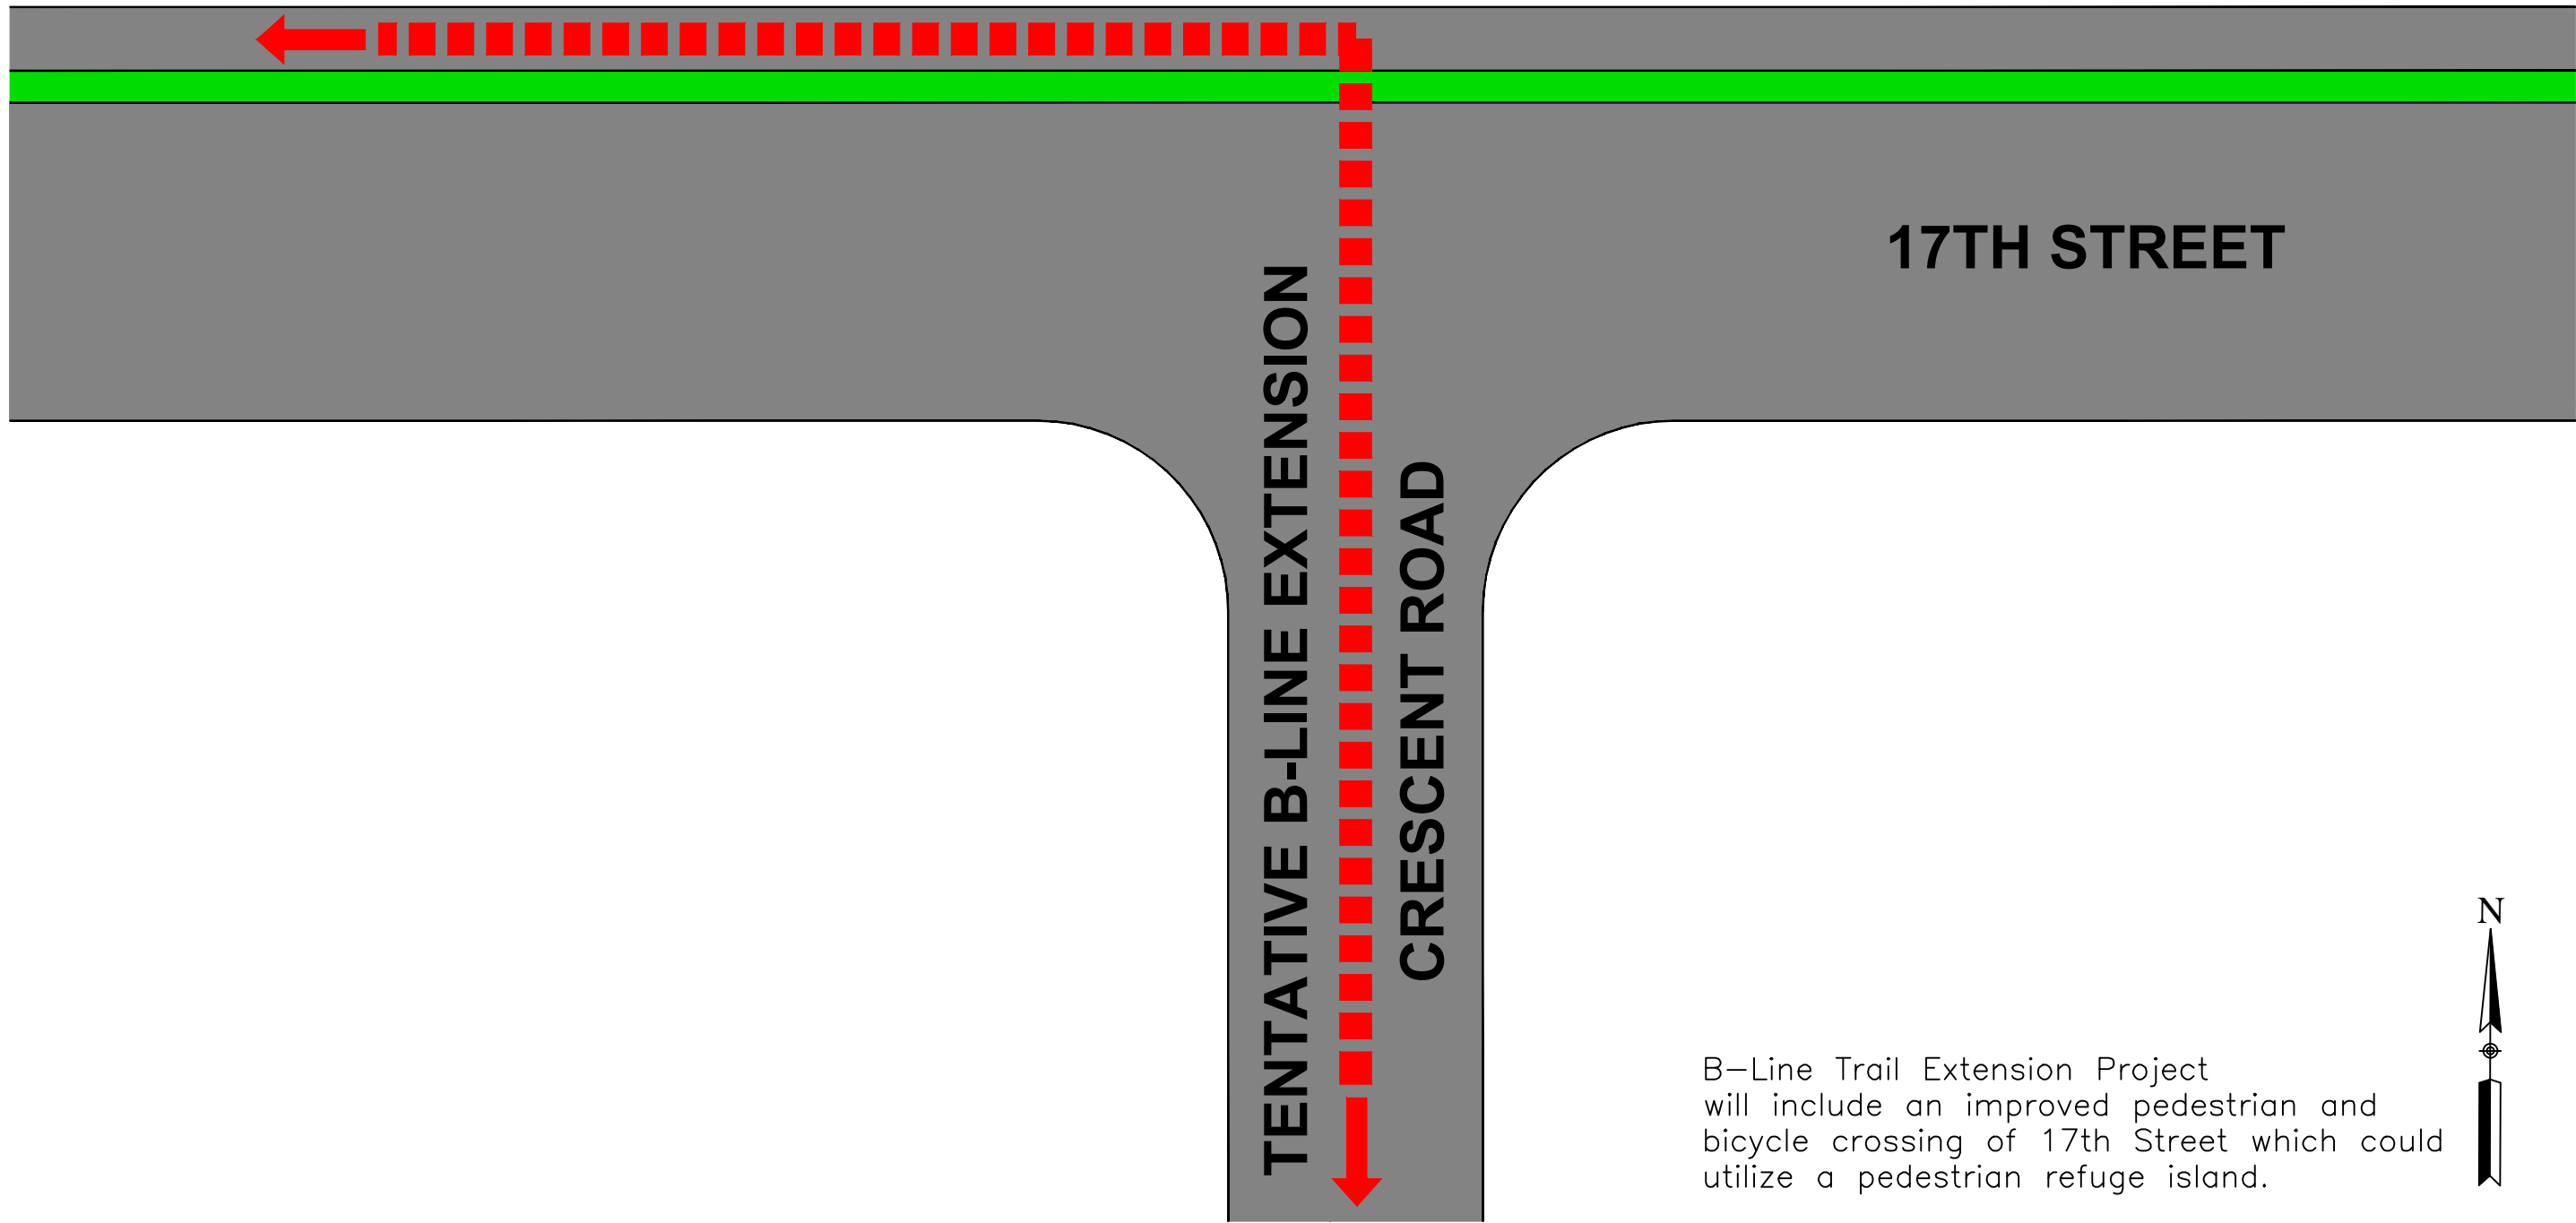 17TH STREET
TENTATIVE B-LINE EXTENSION
CRESCENT ROAD
N
B-Line Trail Extension Project
will include an improved pedestrian and
bicycle crossing of 17th Street which could
utilize a pedestrian refuge island.